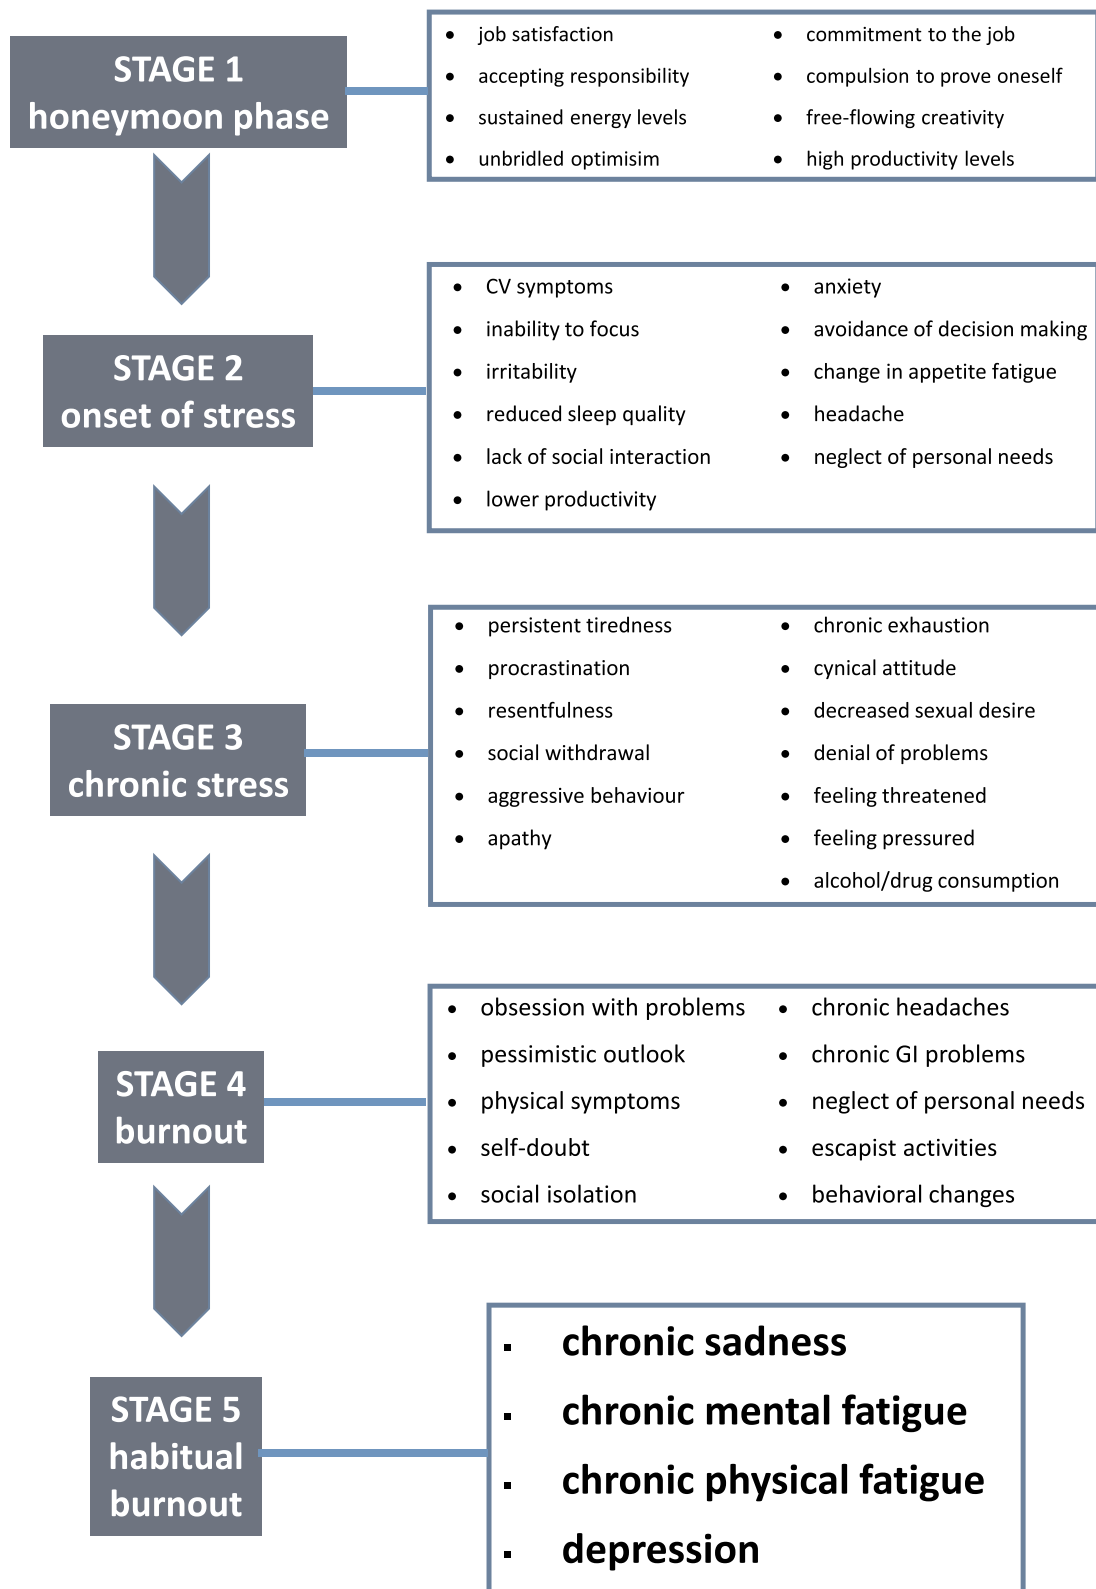 STAGE 1
honeymoon phase
• job satisfaction
• accepting responsibility
• sustained energy levels
• unbridled optimisim
• commitment to the job
• compulsion to prove oneself
• free-flowing creativity
• high productivity levels
STAGE 2
onset of stress
• CV symptoms
• inability to focus
• irritability
• reduced sleep quality
• lack of social interaction
• lower productivity
• anxiety
• avoidance of decision making
• change in appetite fatigue
• headache
• neglect of personal needs
STAGE 3
chronic stress
• persistent tiredness
• procrastination
• resentfulness
• social withdrawal
• aggressive behaviour
• apathy
• chronic exhaustion
• cynical attitude
• decreased sexual desire
• denial of problems
• feeling threatened
• feeling pressured
• alcohol/drug consumption
STAGE 4
burnout
• obsession with problems
• pessimistic outlook
• physical symptoms
• self-doubt
• social isolation
• chronic headaches
• chronic GI problems
• neglect of personal needs
• escapist activities
• behavioral changes
STAGE 5
habitual
burnout
▪ chronic sadness
▪ chronic mental fatigue
▪ chronic physical fatigue
▪ depression